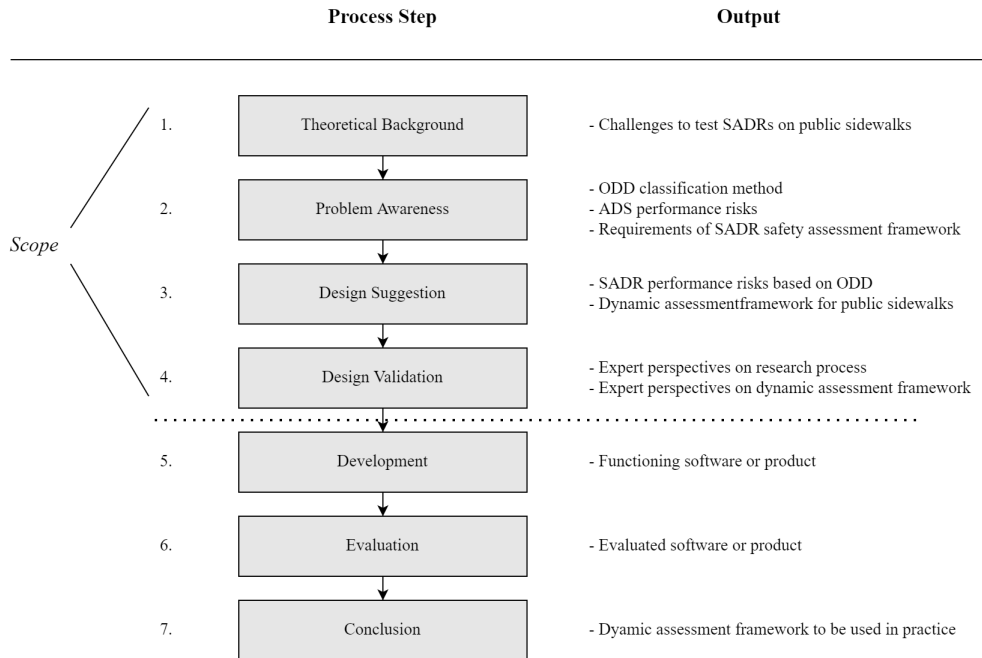 Process Step
Output
1.
Theoretical Background
- Challenges to test SADRs on public sidewalks
2.
Problem Awareness
- ODD classification method
- ADS performance risks
- Requirements of SADR safety assessment framework
Scope
3.
Design Suggestion
- SADR performance risks based on ODD
- Dynamic assessmentframework for public sidewalks
4.
Design Validation
- Expert perspectives on research process
- Expert perspectives on dynamic assessment framework
5.
Development
- Functioning software or product
6.
Evaluation
- Evaluated software or product
7.
Conclusion
- Dyamic assessment framework to be used in practice